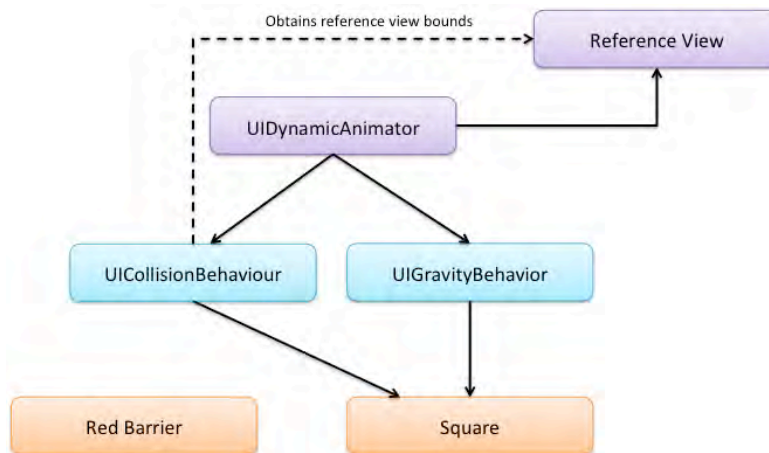 Obtains reference view bounds
Reference View
UIDynamicAnimator
UICollisionBehaviour
UIGravityBehavior
Red Barrier
Square